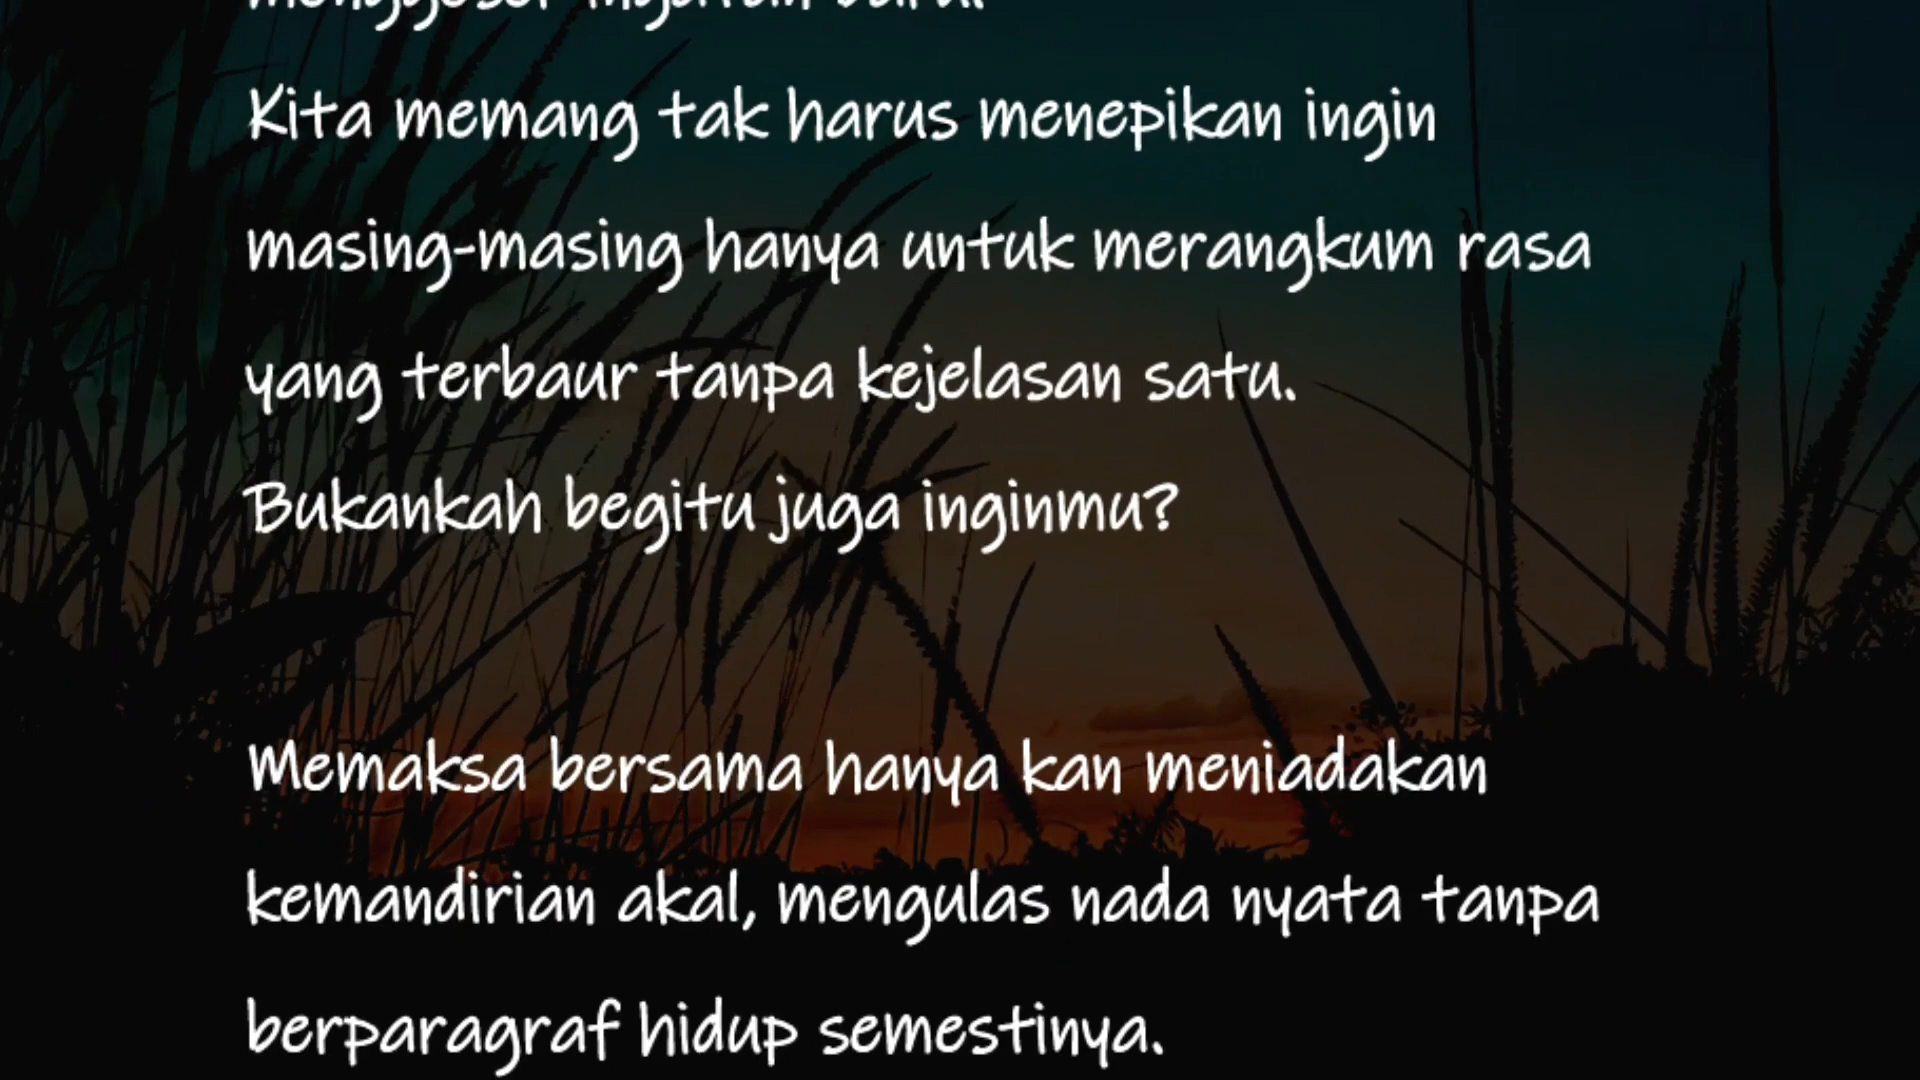 Kita memang tak harus menepikan ingin
masing-masing hanya untuk merangkum rasa
yang terbaur tanpa kejelasan satu.
Bukankah begitu juga inginmu?
Memaksa bersama hanya kan meniadakan
kemandirian akal, mengulas nada nyata tanpa
berparagraf hidup semestinya.